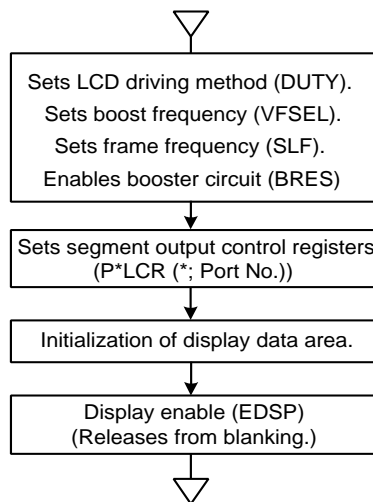 Sets LCD driving method (DUTY).
Sets boost frequency (VFSEL).
Sets frame frequency (SLF).
Enables booster circuit (BRES)
Sets segment output control registers
(P*LCR (*; Port No.))
Initialization of display data area.
Display enable (EDSP)
(Releases from blanking.)